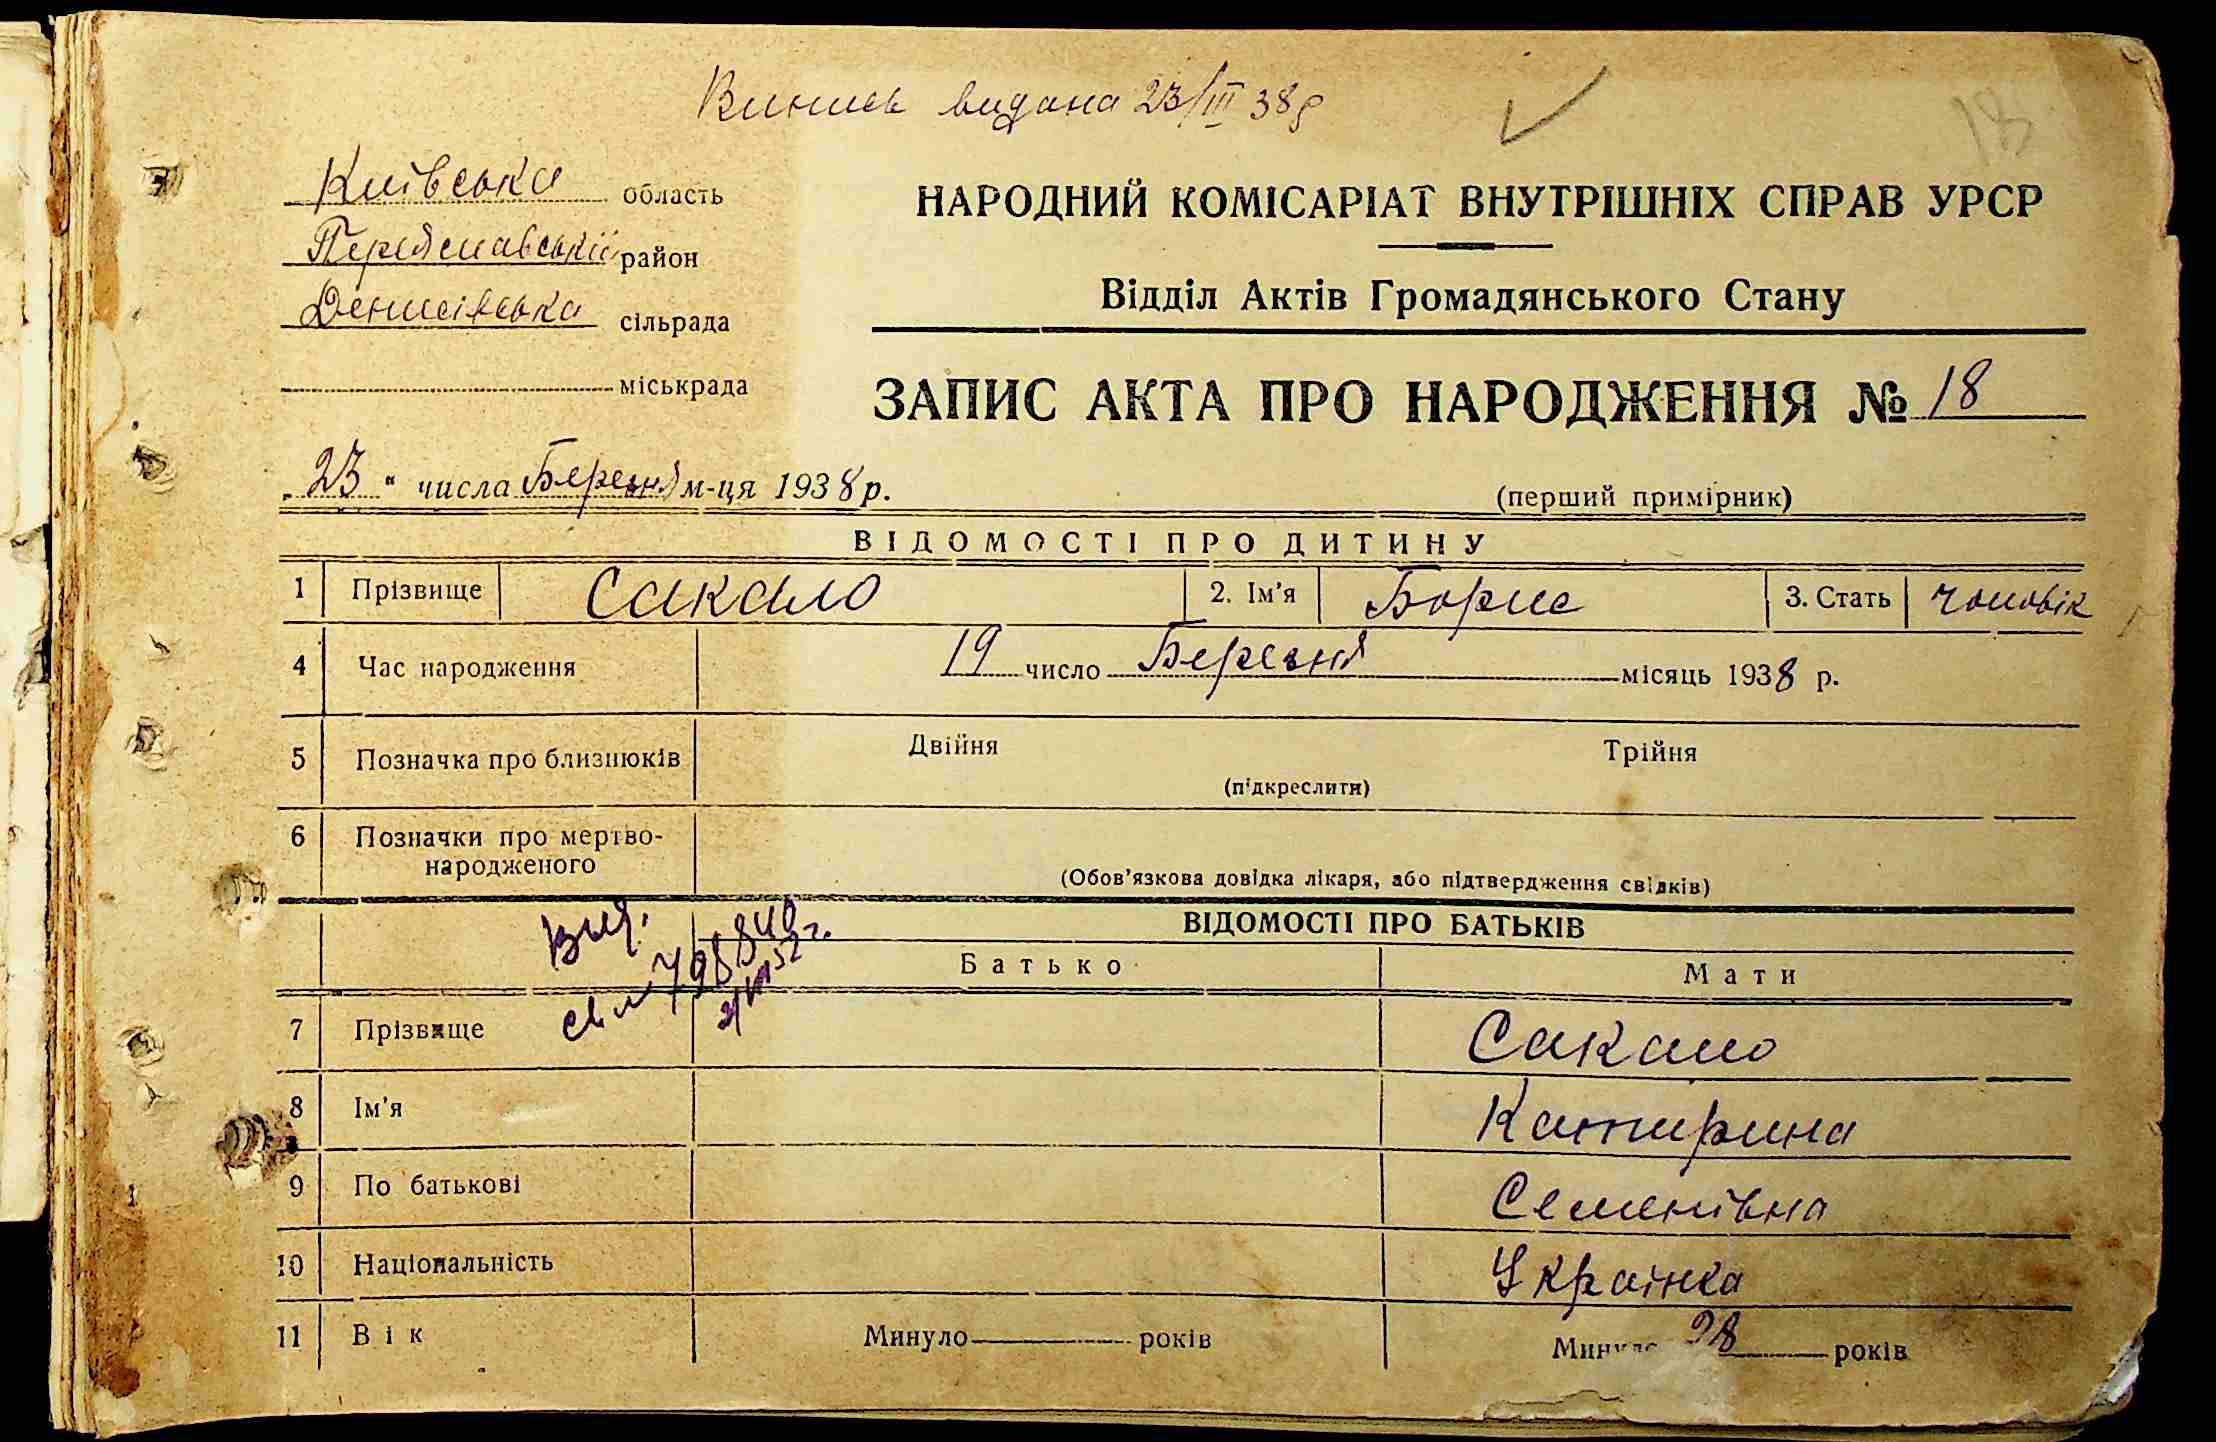 Випись видана 23/III 38 р
18
Київська область
Переяславський район
Денисівська сільрада
міськрада
НАРОДНИЙ КОМІСАРІАТ ВНУТРІШНІХ СПРАВ УРСР
Відділ Актів Громадянського Стану
ЗАПИС АКТА ПРО НАРОДЖЕННЯ № 18
„23“ числа Березня м-ця 1938 р.
(перший примірник)
ВІДОМОСТІ ПРО ДИТИНУ
1 Прізвище Сакало 2. Ім'я Борис 3. Стать чоловік
4 Час народження 19 число Березня місяць 1938 р.
5 Позначка про близнюків Двійня Трійня
(підкреслити)
6 Позначки про мертво-
народженого
(Обов'язкова довідка лікаря, або підтвердження свідків)
ВІДОМОСТІ ПРО БАТЬКІВ
Батько Мати
7 Прізвище Сакало
8 Ім'я Катирина
9 По батькові Семенівна
10 Національність Українка
11 Вік Минуло років Минуло 28 років